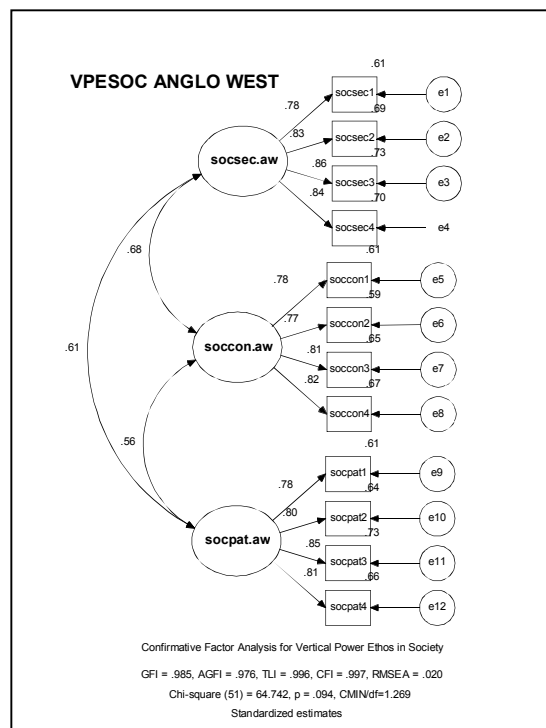 .61
VPESOC ANGLO WEST
socsec1
e1
.78
.69
.83
socsec2
e2
.73
socsec.aw
.86
socsec3
e3
.84
.70
socsec4
e4
.61
.68
.78
soccon1
e5
.59
.77
soccon2
e6
.65
.61
soccon.aw
.81
soccon3
e7
.82
.67
soccon4
e8
.56
.61
.78
socpat1
e9
.64
.80
socpat2
e10
.73
socpat.aw
.85
socpat3
e11
.81
.66
socpat4
e12
Confirmative Factor Analysis for Vertical Power Ethos in Society
GFI = .985, AGFI = .976, TLI = .996, CFI = .997, RMSEA = .020
Chi-square (51) = 64.742, p = .094, CMIN/df=1.269
Standardized estimates